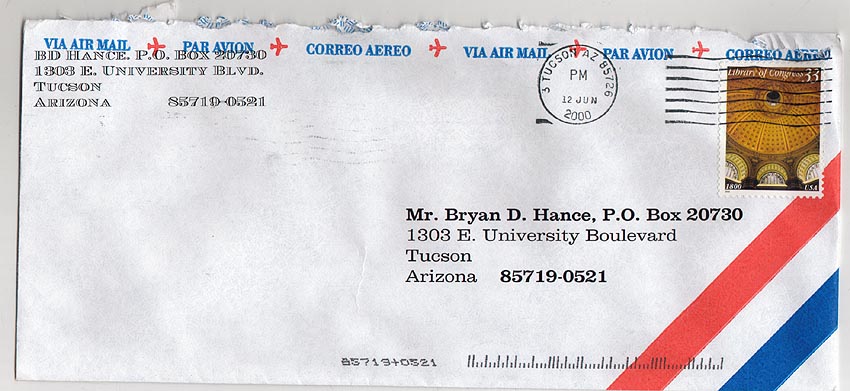 VIA AIR MAIL PAR AVION CORREO AEREO VIA AIR MAIL PAR AVION CORREO AEREO
BD HANCE. P.O. BOX 20730
1303 E. UNIVERSITY BLVD.
TUCSON
ARIZONA 85719-0521
TUCSON AZ 85726 3
PM
12 JUN
2000
Library of Congress 33
1800 USA
Mr. Bryan D. Hance, P.O. Box 20730
1303 E. University Boulevard
Tucson
Arizona 85719-0521
85719+0521